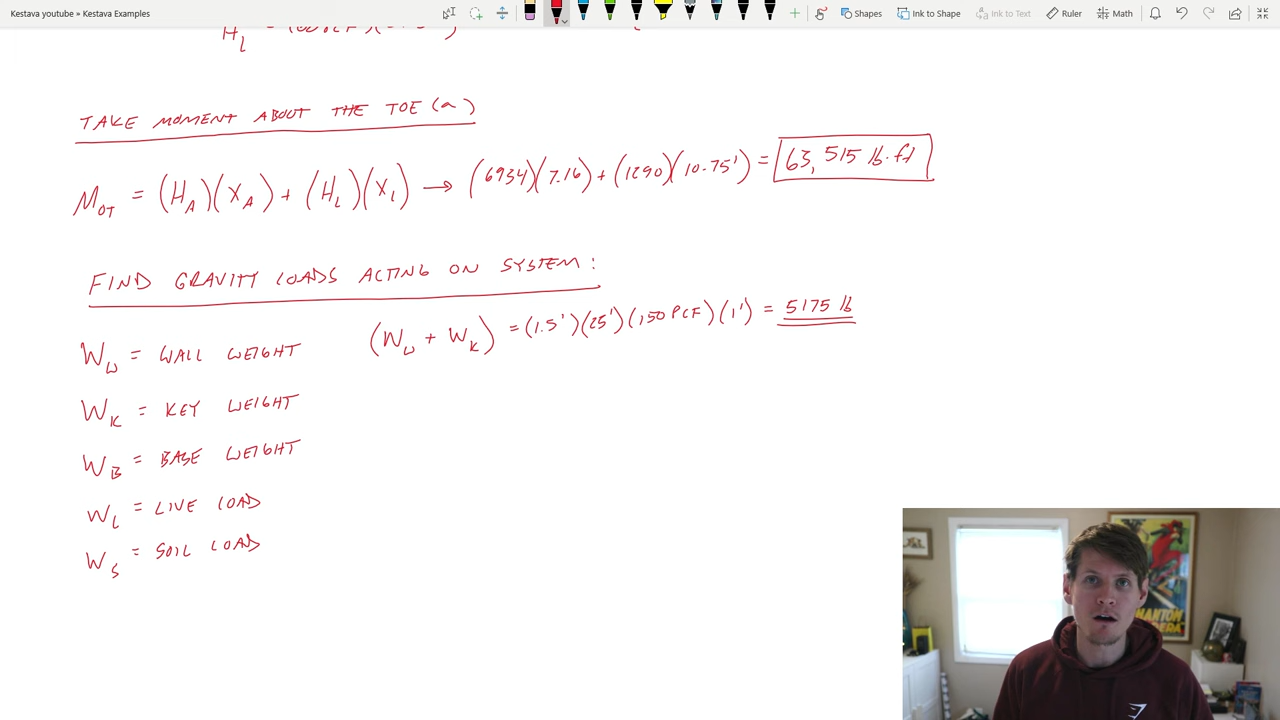 Kestava youtube » Kestava Examples
Shapes Ink to Shape Ink to Text Ruler Math
TAKE MOMENT ABOUT THE TOE (a)
M_OT = (H_A)(X_A) + (H_L)(X_L) → (6934)(7.16) + (1290)(10.75') = 63,515 lb·ft
FIND GRAVITY LOADS ACTING ON SYSTEM:
(W_W + W_K) = (1.5')(25')(150 PCF)(1') = 5175 lb
W_W = WALL WEIGHT
W_K = KEY WEIGHT
W_B = BASE WEIGHT
W_L = LIVE LOAD
W_S = SOIL LOAD